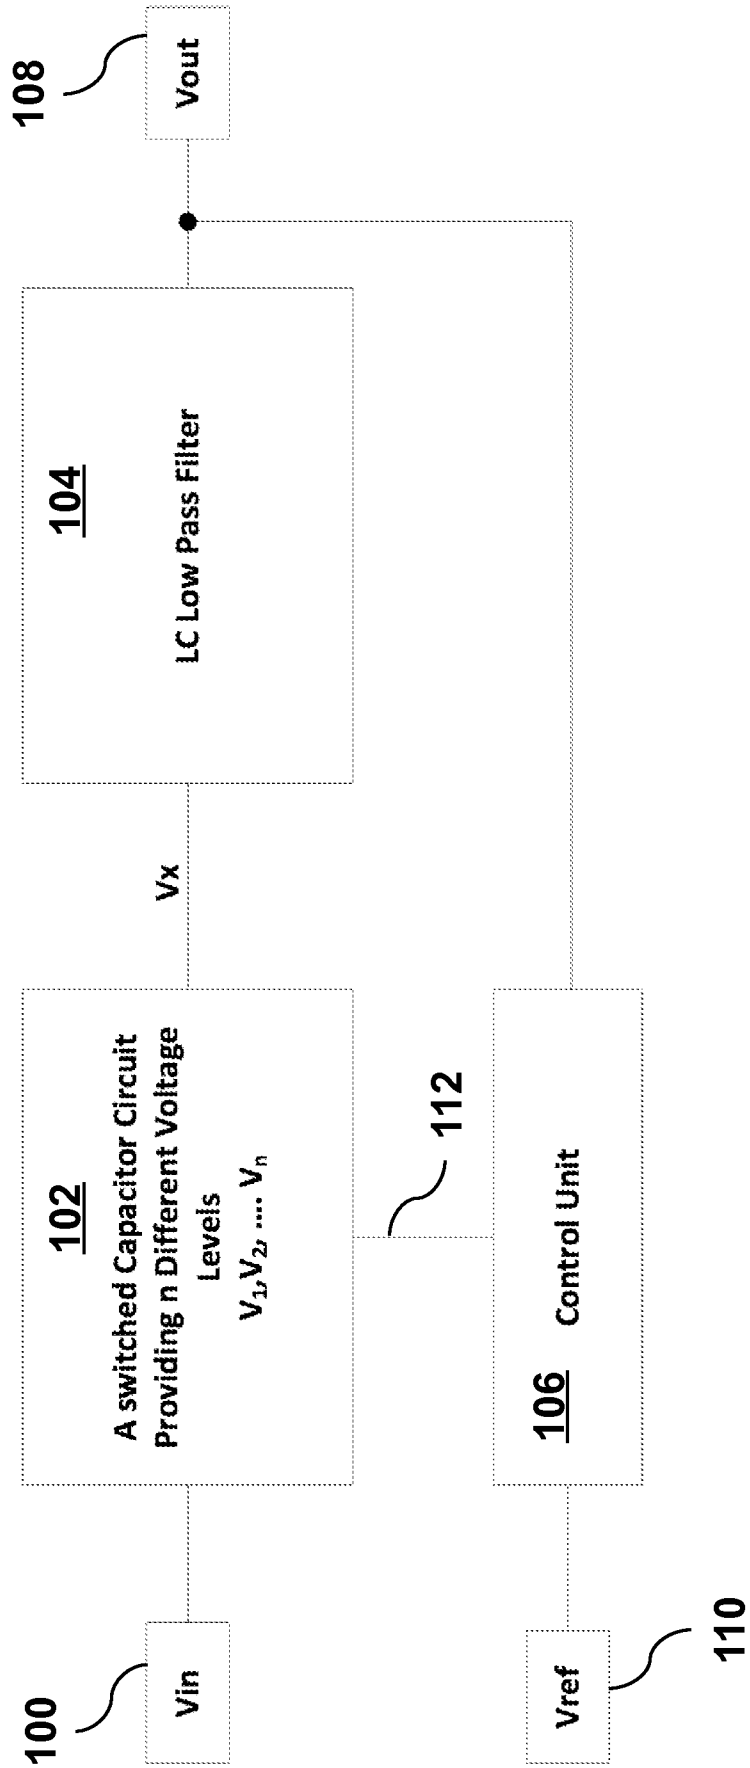 100
Vin
102
A switched Capacitor Circuit
Providing n Different Voltage
Levels
V₁,V₂, .... Vₙ
Vx
104
LC Low Pass Filter
108
Vout
112
110
Vref
106
Control Unit